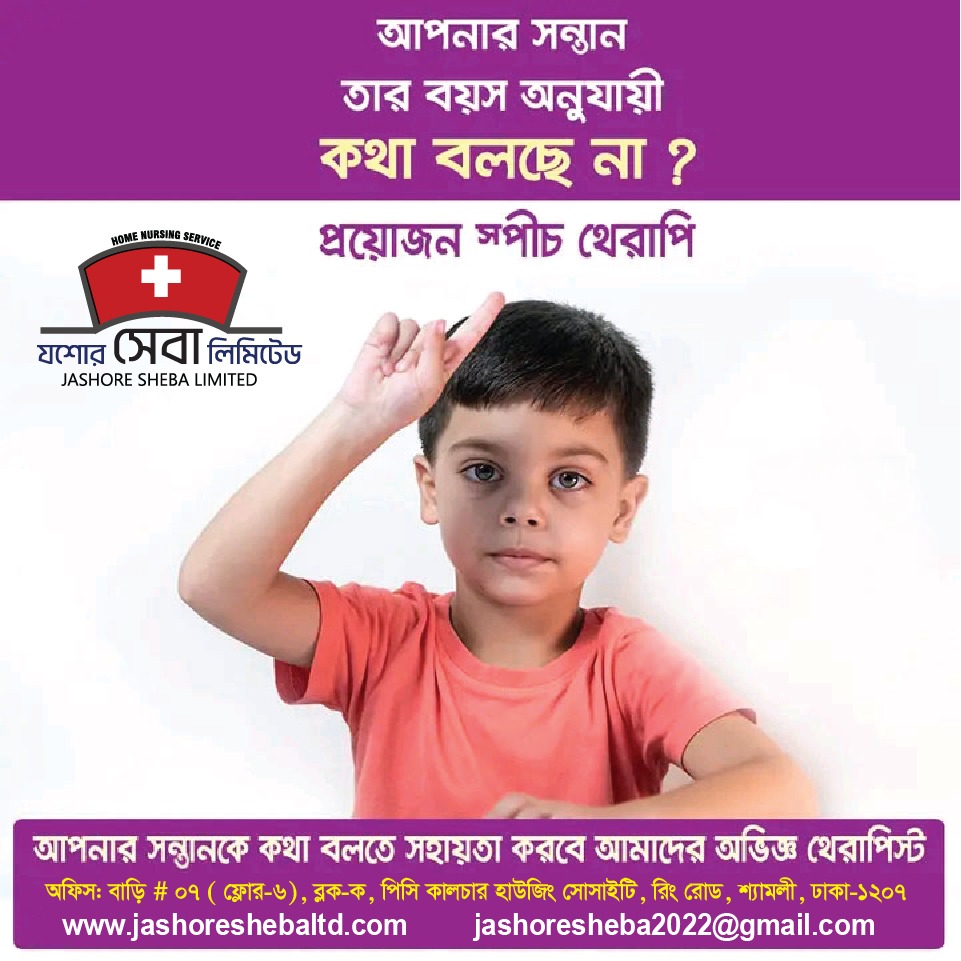 আপনার সন্তান
তার বয়স অনুযায়ী
কথা বলছে না ?
প্রয়োজন স্পীচ থেরাপি
HOME NURSING SERVICE
যশোর সেবা লিমিটেড
JASHORE SHEBA LIMITED
আপনার সন্তানকে কথা বলতে সহায়তা করবে আমাদের অভিজ্ঞ থেরাপিস্ট
অফিস: বাড়ি # ০৭ ( ফ্লোর-৬), ব্লক-ক, পিসি কালচার হাউজিং সোসাইটি, রিং রোড, শ্যামলী, ঢাকা-১২০৭
www.jashoreshebaltd.com jashoresheba2022@gmail.com